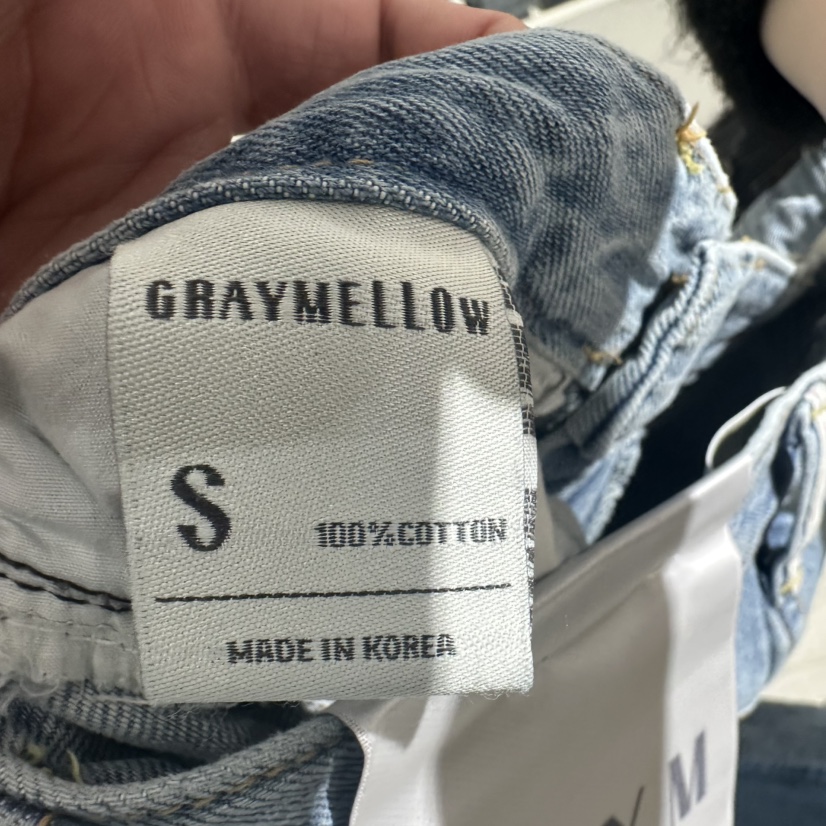 GRAYMELLOW
S
100%COTTON
MADE IN KOREA
M